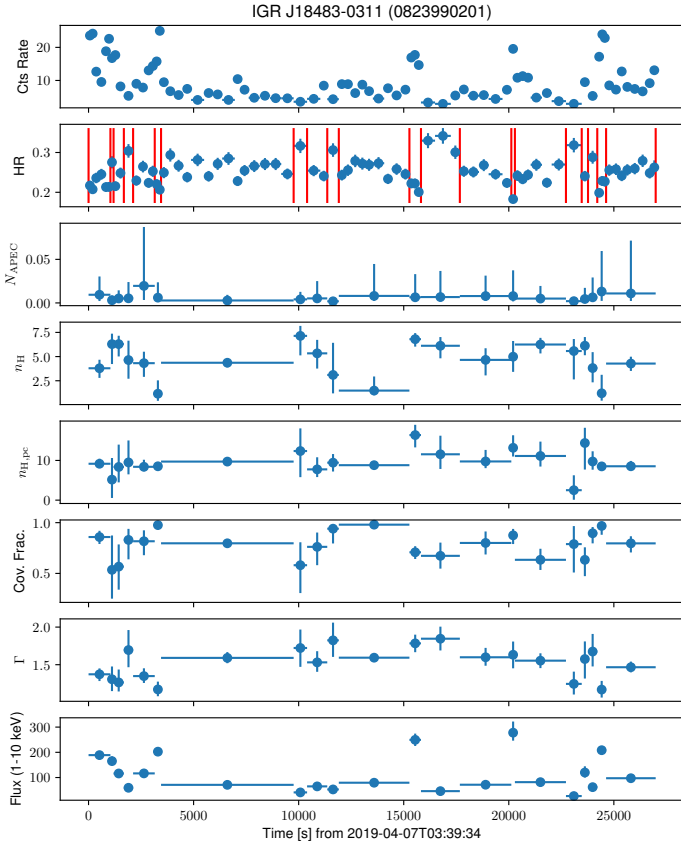 IGR J18483-0311 (0823990201)
Cts Rate
20
10
HR
0.3
0.2
N_APEC
0.05
0.00
n_H
7.5
5.0
2.5
n_H,pc
10
0
Cov. Frac.
1.0
0.5
Γ
2.0
1.5
Flux (1-10 keV)
300
200
100
0 5000 10000 15000 20000 25000
Time [s] from 2019-04-07T03:39:34